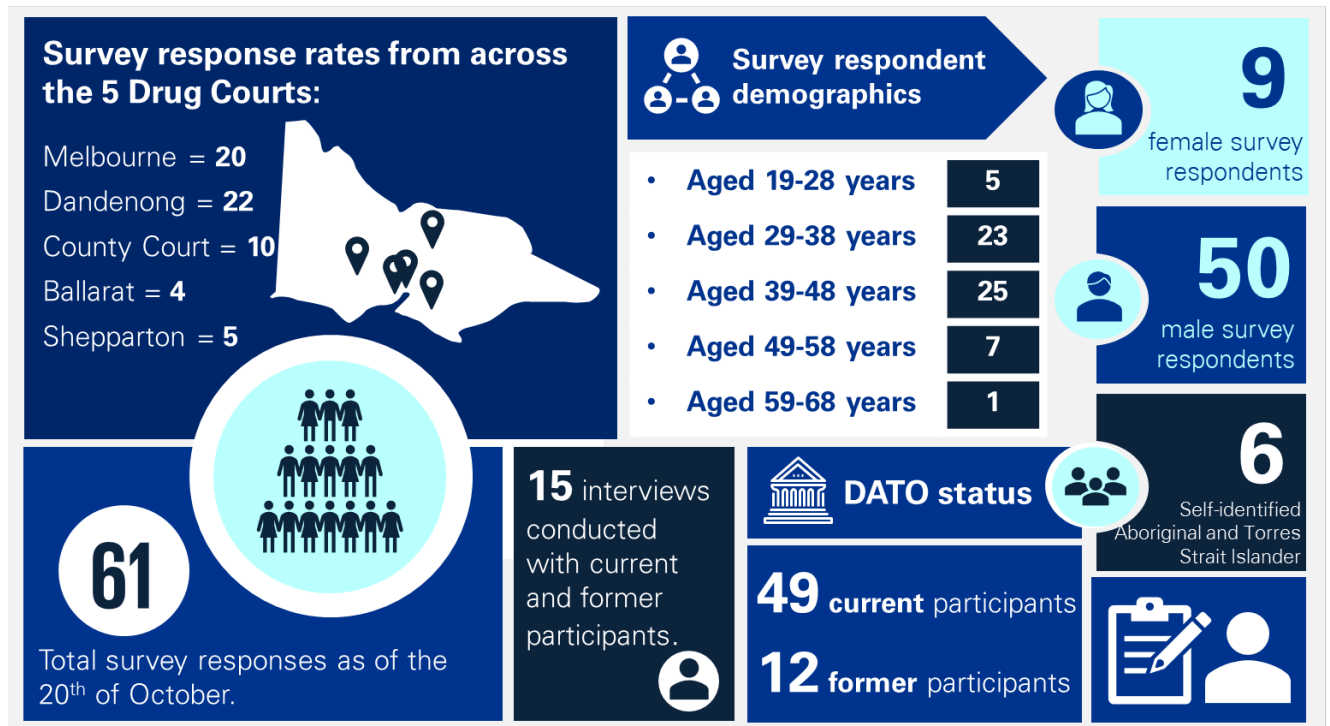 Survey response rates from across
the 5 Drug Courts:
Melbourne = 20
Dandenong = 22
County Court = 10
Ballarat = 4
Shepparton = 5
Survey respondent
demographics
• Aged 19-28 years 5
• Aged 29-38 years 23
• Aged 39-48 years 25
• Aged 49-58 years 7
• Aged 59-68 years 1
9
female survey
respondents
50
male survey
respondents
6
Self-identified
Aboriginal and Torres
Strait Islander
61
Total survey responses as of the
20th of October.
15 interviews
conducted
with current
and former
participants.
DATO status
49 current participants
12 former participants